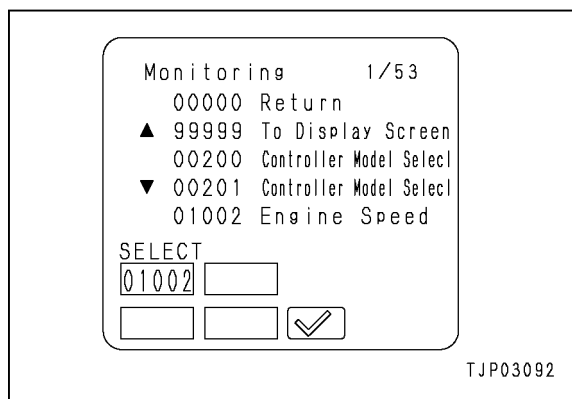 Monitoring 1/53
00000 Return
▲ 99999 To Display Screen
00200 Controller Model Selecl
▼ 00201 Controller Model Selecl
01002 Engine Speed
SELECT
01002
TJP03092